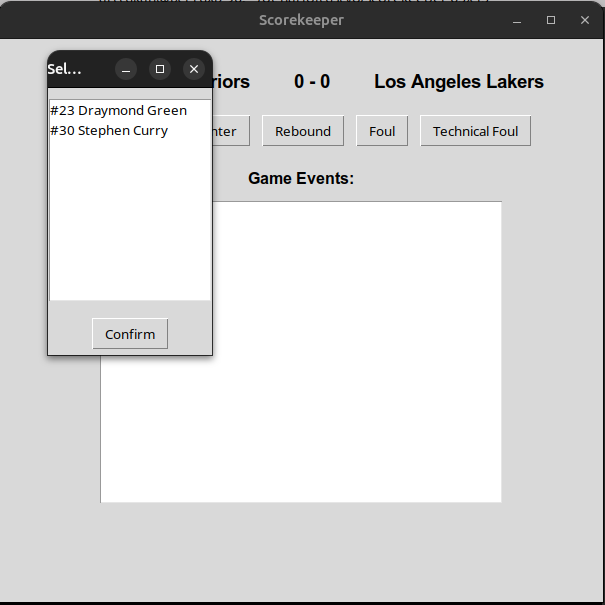 Scorekeeper
Sel...
riors 0 - 0 Los Angeles Lakers
#23 Draymond Green
#30 Stephen Curry
nter Rebound Foul Technical Foul
Game Events:
Confirm